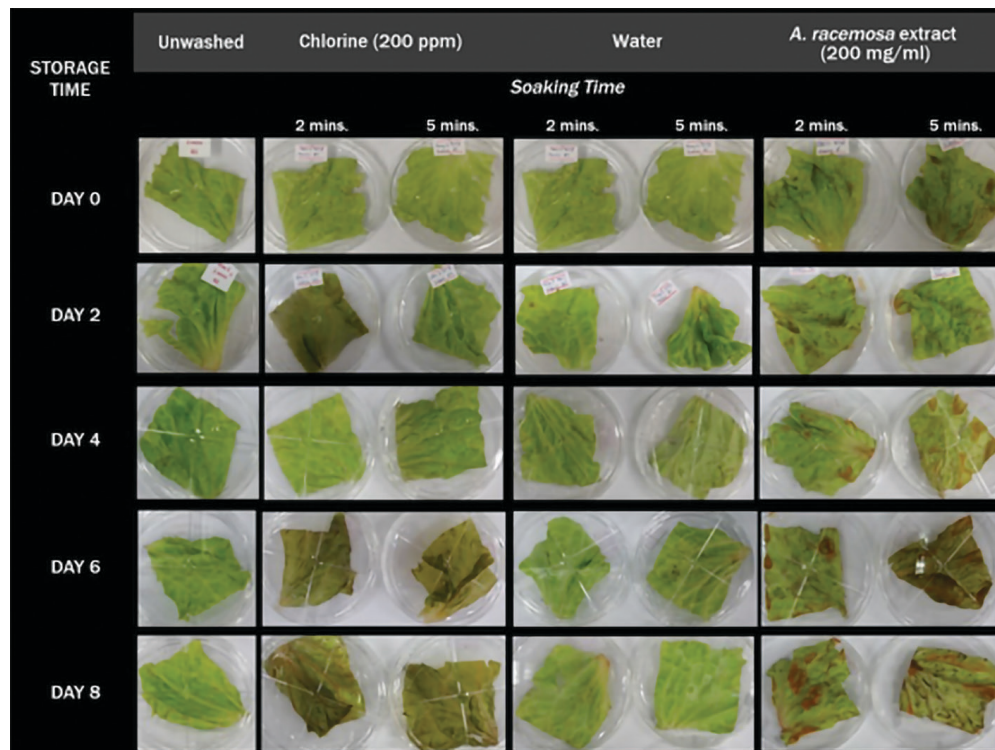 Unwashed
Chlorine (200 ppm)
Water
A. racemosa extract
(200 mg/ml)
STORAGE
TIME
Soaking Time
2 mins.
5 mins.
2 mins.
5 mins.
2 mins.
5 mins.
DAY 0
DAY 2
DAY 4
DAY 6
DAY 8